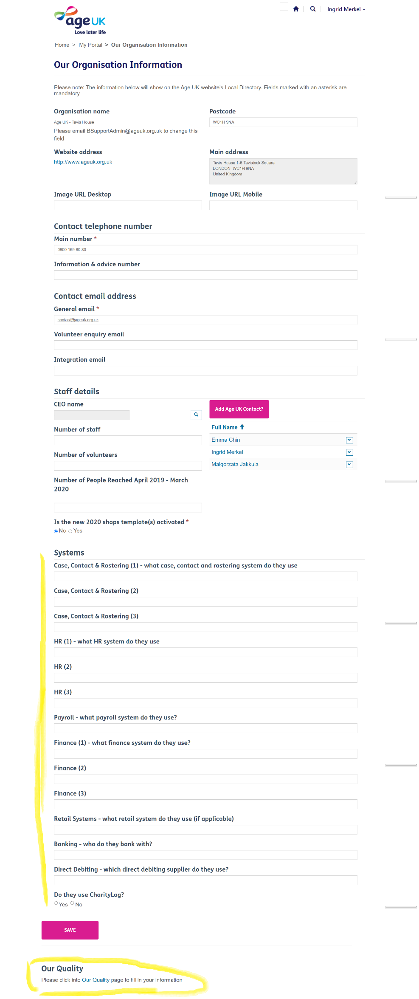 age UK
Love later life
Ingrid Merkel
Home > My Portal > Our Organisation Information
Our Organisation Information
Please note: The information below will show on the Age UK website's Local Directory. Fields marked with an asterisk are
mandatory
Organisation name
Age UK - Tavis House
Please email BSupportAdmin@ageuk.org.uk to change this
field
Postcode
WC1H 9NA
Website address
http://www.ageuk.org.uk
Main address
Tavis House 1-6 Tavistock Square
LONDON WC1H 9NA
United Kingdom
Image URL Desktop
Image URL Mobile
Contact telephone number
Main number *
0800 169 80 80
Information & advice number
Contact email address
General email *
contact@ageuk.org.uk
Volunteer enquiry email
Integration email
Staff details
CEO name
Number of staff
Number of volunteers
Number of People Reached April 2019 - March
2020
Add Age UK Contact?
Full Name
Emma Chin
Ingrid Merkel
Malgorzata Jakkula
Is the new 2020 shops template(s) activated *
No Yes
Systems
Case, Contact & Rostering (1) - what case, contact and rostering system do they use
Case, Contact & Rostering (2)
Case, Contact & Rostering (3)
HR (1) - what HR system do they use
HR (2)
HR (3)
Payroll - what payroll system do they use?
Finance (1) - what finance system do they use?
Finance (2)
Finance (3)
Retail Systems - what retail system do they use (if applicable)
Banking - who do they bank with?
Direct Debiting - which direct debiting supplier do they use?
Do they use CharityLog?
Yes No
SAVE
Our Quality
Please click into Our Quality page to fill in your information